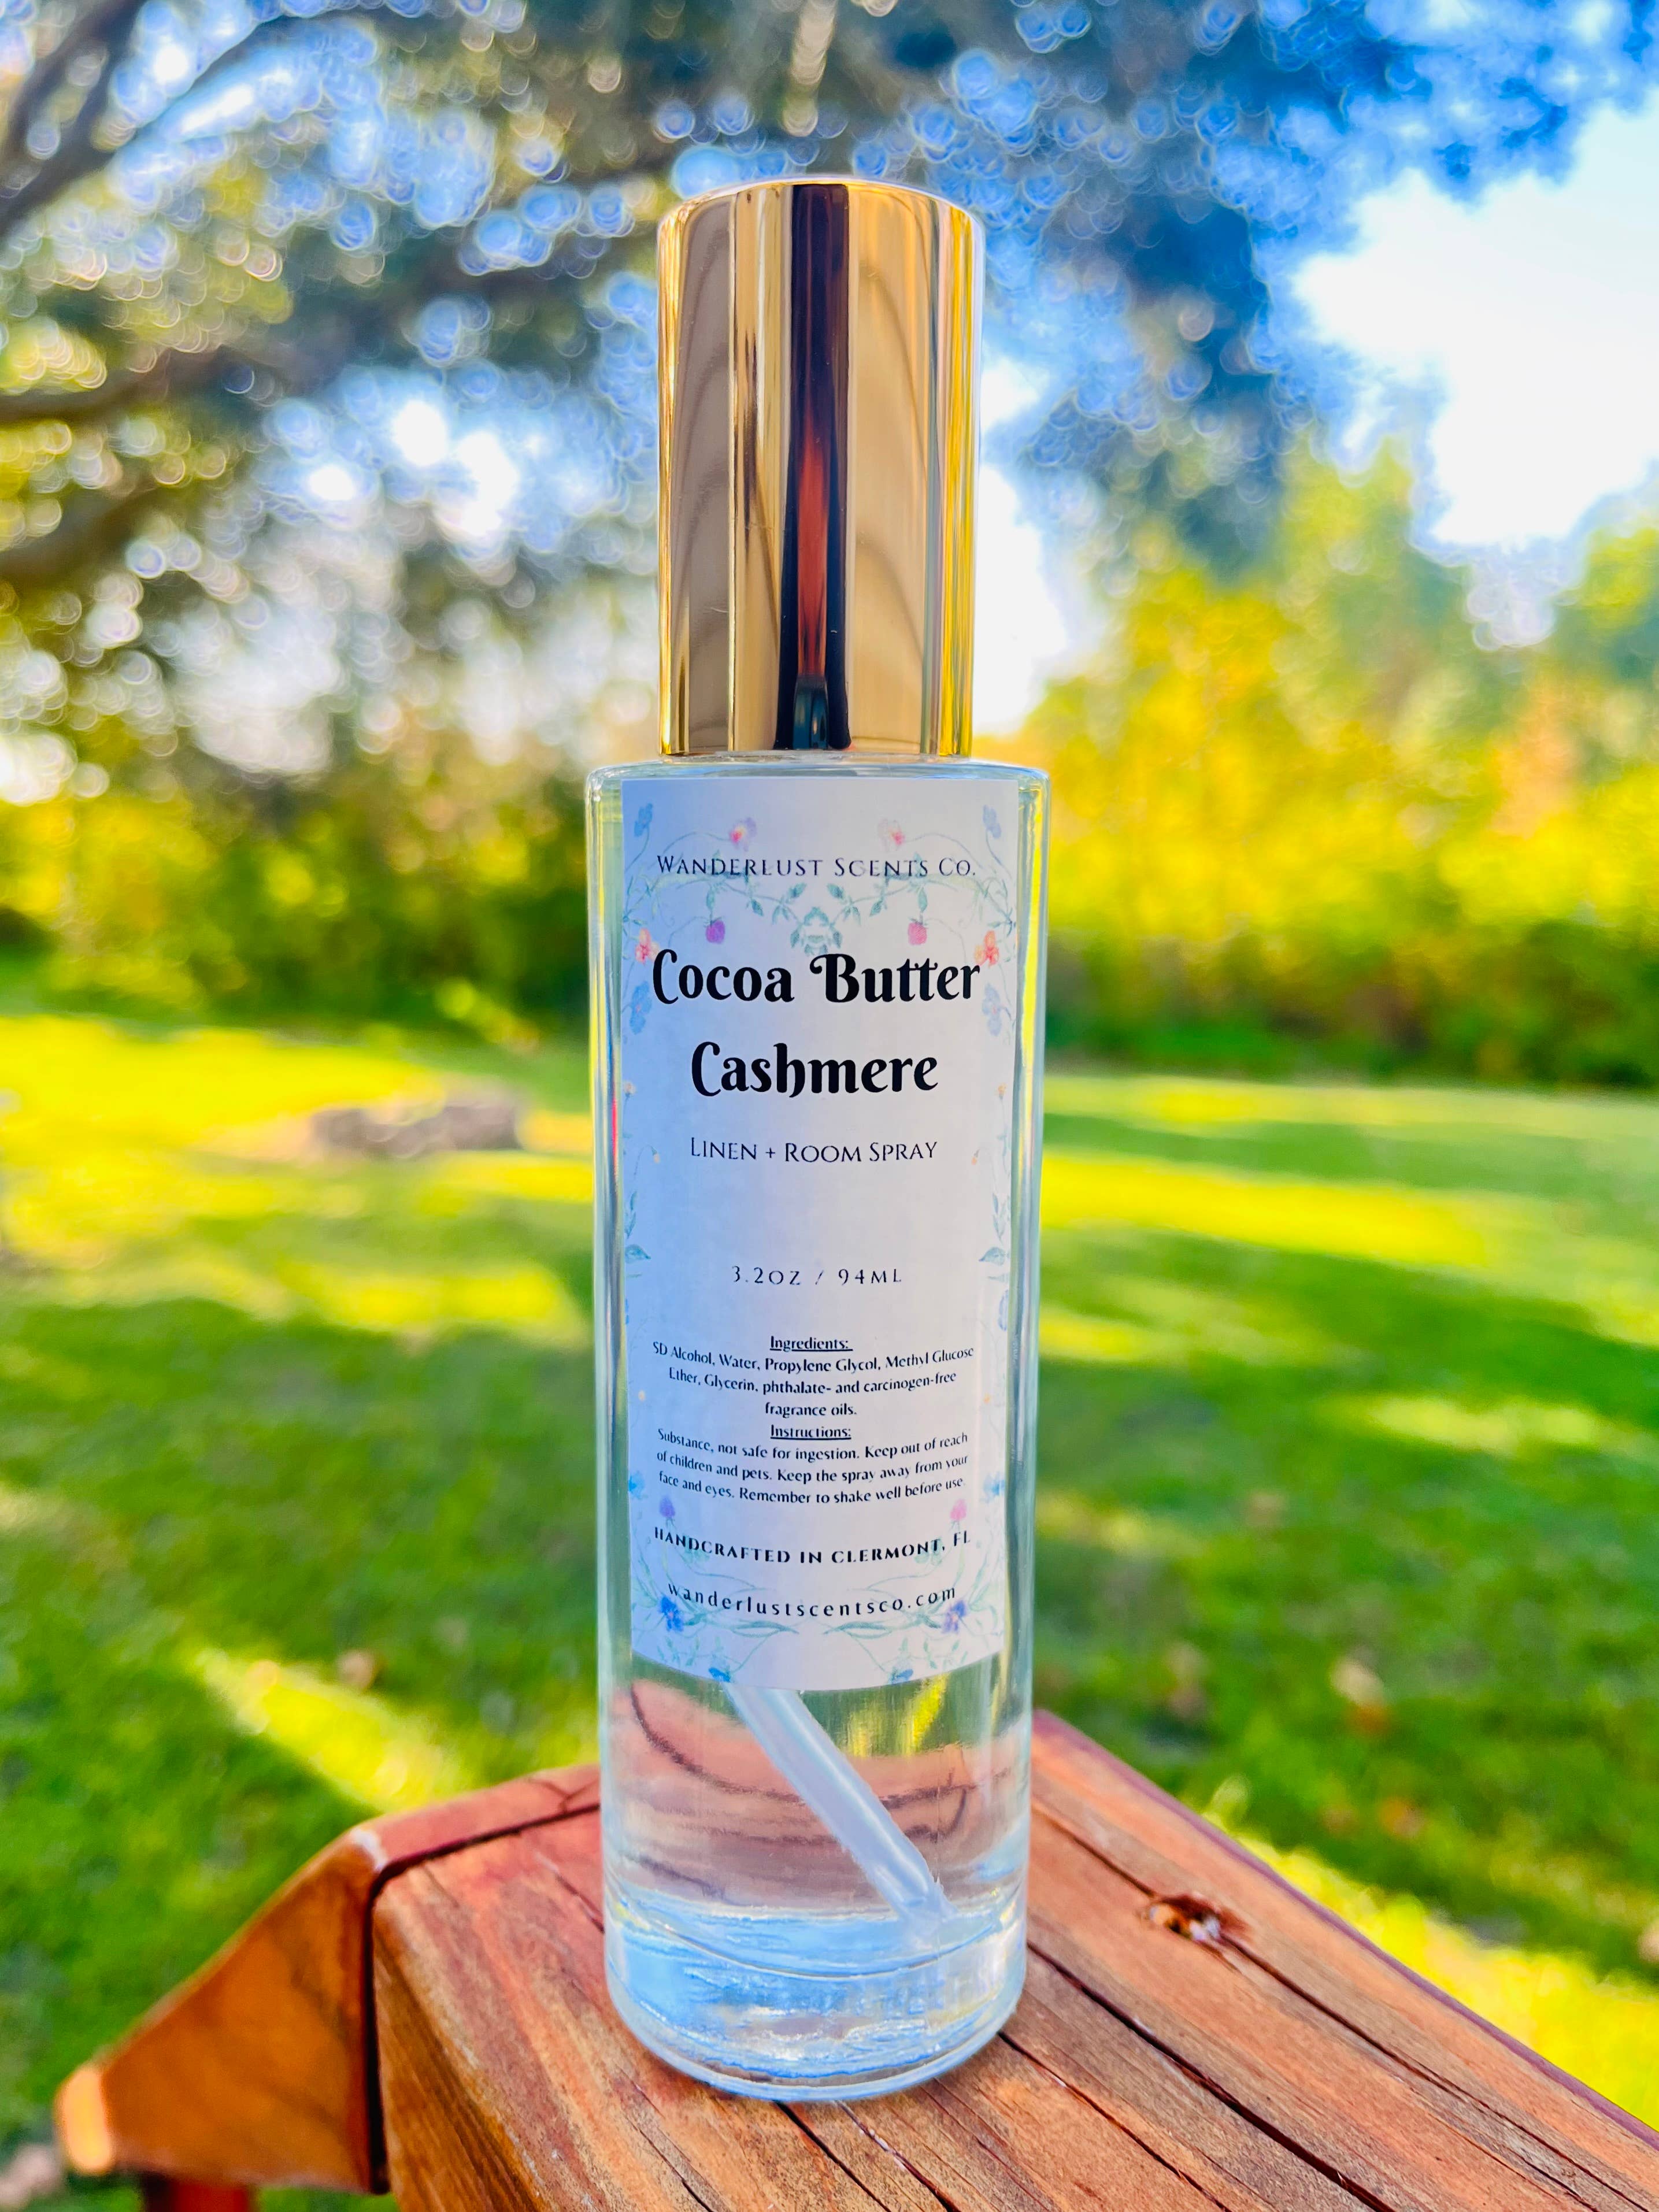 WANDERLUST SCENTS CO.
Cocoa Butter
Cashmere
LINEN + ROOM SPRAY
3.2OZ / 94ML
Ingredients:
SD Alcohol, Water, Propylene Glycol, Methyl Glucose
Ether, Glycerin, phthalate- and carcinogen-free
fragrance oils.
Instructions:
Substance, not safe for ingestion. Keep out of reach
of children and pets. Keep the spray away from your
face and eyes. Remember to shake well before use.
HANDCRAFTED IN CLERMONT, FL
wanderlustscentsco.com